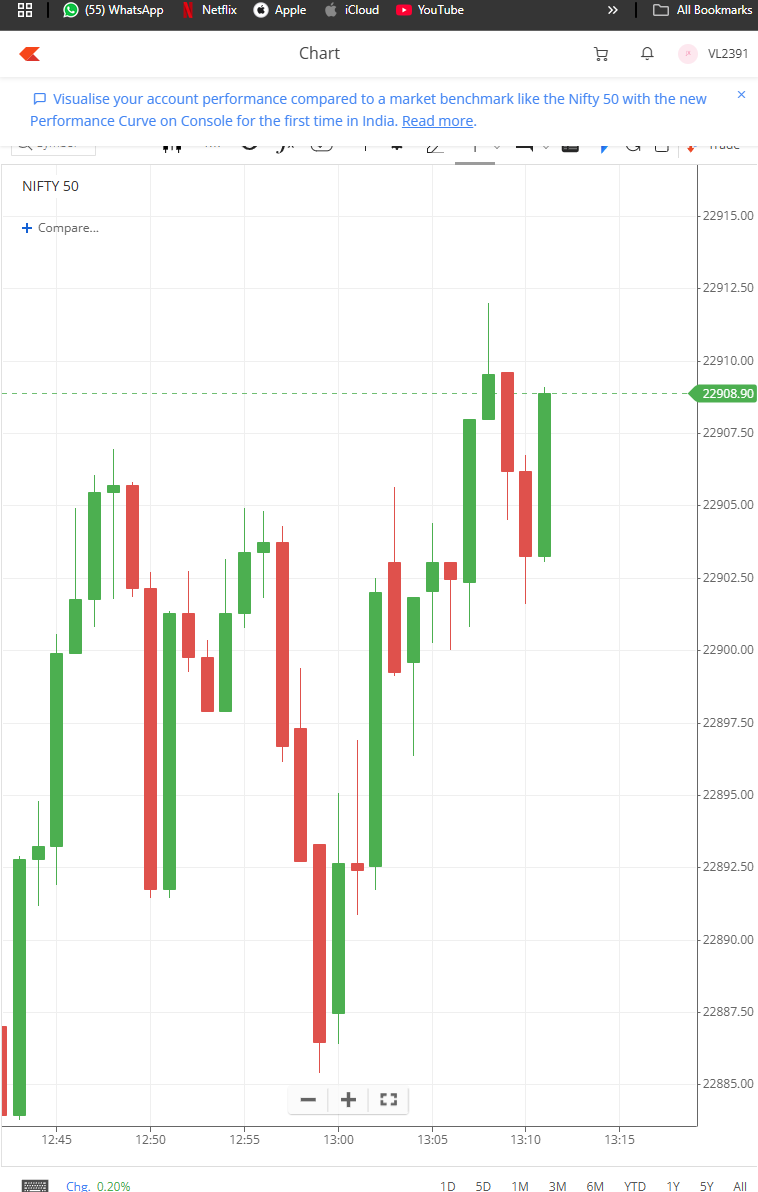 (55) WhatsApp
Netflix
Apple
iCloud
YouTube
»
All Bookmarks
Chart
VL2391
Visualise your account performance compared to a market benchmark like the Nifty 50 with the new
Performance Curve on Console for the first time in India. Read more.
NIFTY 50
+ Compare...
22915.00
22912.50
22910.00
22908.90
22907.50
22905.00
22902.50
22900.00
22897.50
22895.00
22892.50
22890.00
22887.50
22885.00
12:45 12:50 12:55 13:00 13:05 13:10 13:15
Chg. 0.20%
1D 5D 1M 3M 6M YTD 1Y 5Y All